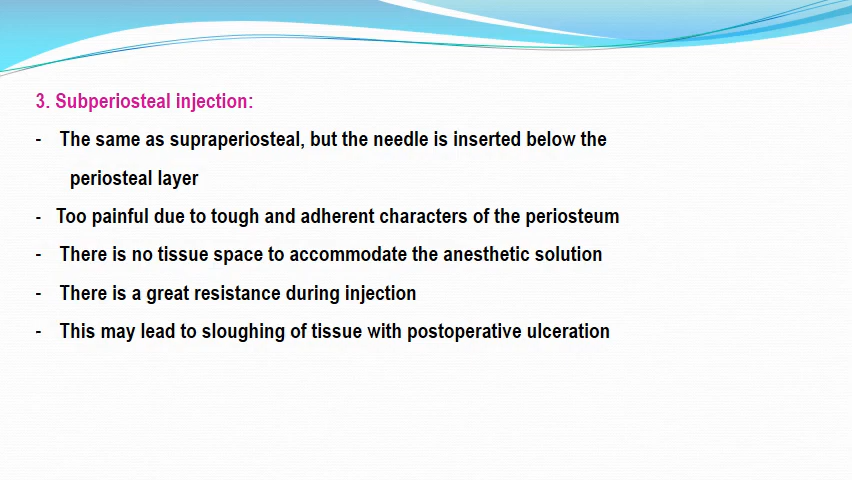 3. Subperiosteal injection:
- The same as supraperiosteal, but the needle is inserted below the
periosteal layer
- Too painful due to tough and adherent characters of the periosteum
- There is no tissue space to accommodate the anesthetic solution
- There is a great resistance during injection
- This may lead to sloughing of tissue with postoperative ulceration